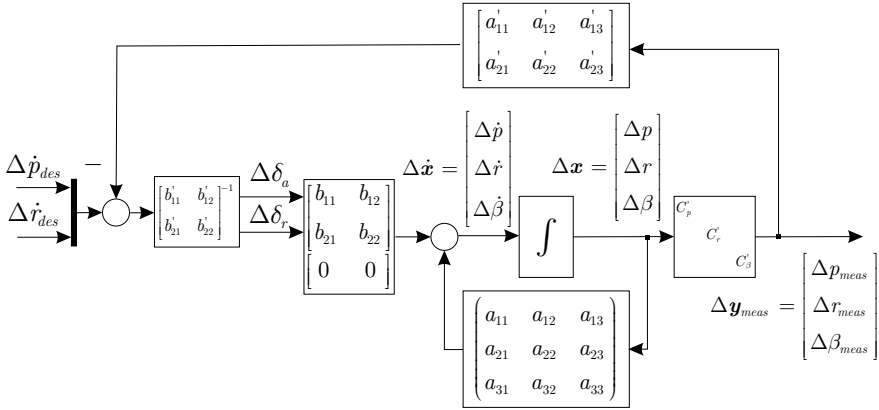 a'₁₁ a'₁₂ a'₁₃
a'₂₁ a'₂₂ a'₂₃
Δṗ_des
Δṙ_des
−
b'₁₁ b'₁₂ −1
b'₂₁ b'₂₂
Δδₐ
Δδᵣ
b₁₁ b₁₂
b₂₁ b₂₂
0 0
Δẋ =
Δṗ
Δṙ
Δβ̇
∫
Δx =
Δp
Δr
Δβ
C'_p
C'_r
C'_β
a₁₁ a₁₂ a₁₃
a₂₁ a₂₂ a₂₃
a₃₁ a₃₂ a₃₃
Δy_meas =
Δp_meas
Δr_meas
Δβ_meas